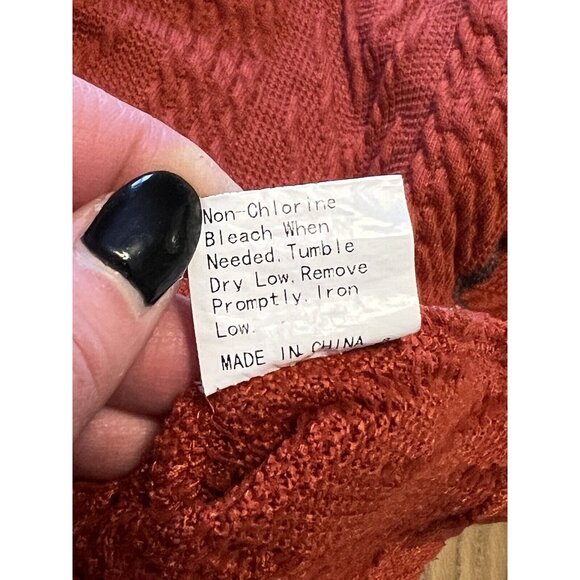 Non-Chlorine
Bleach When
Needed. Tumble
Dry Low. Remove
Promptly. Iron
Low.
MADE IN CHINA